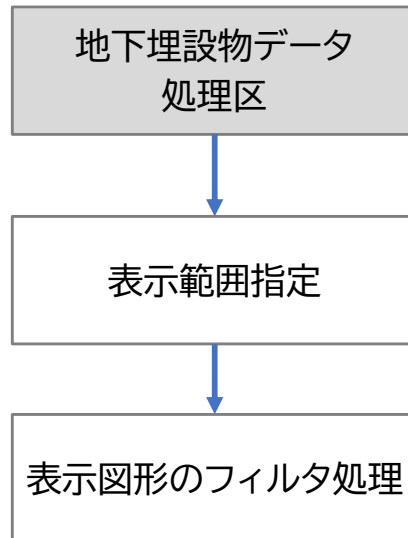 地下埋設物データ
処理区
表示範囲指定
表示図形のフィルタ処理